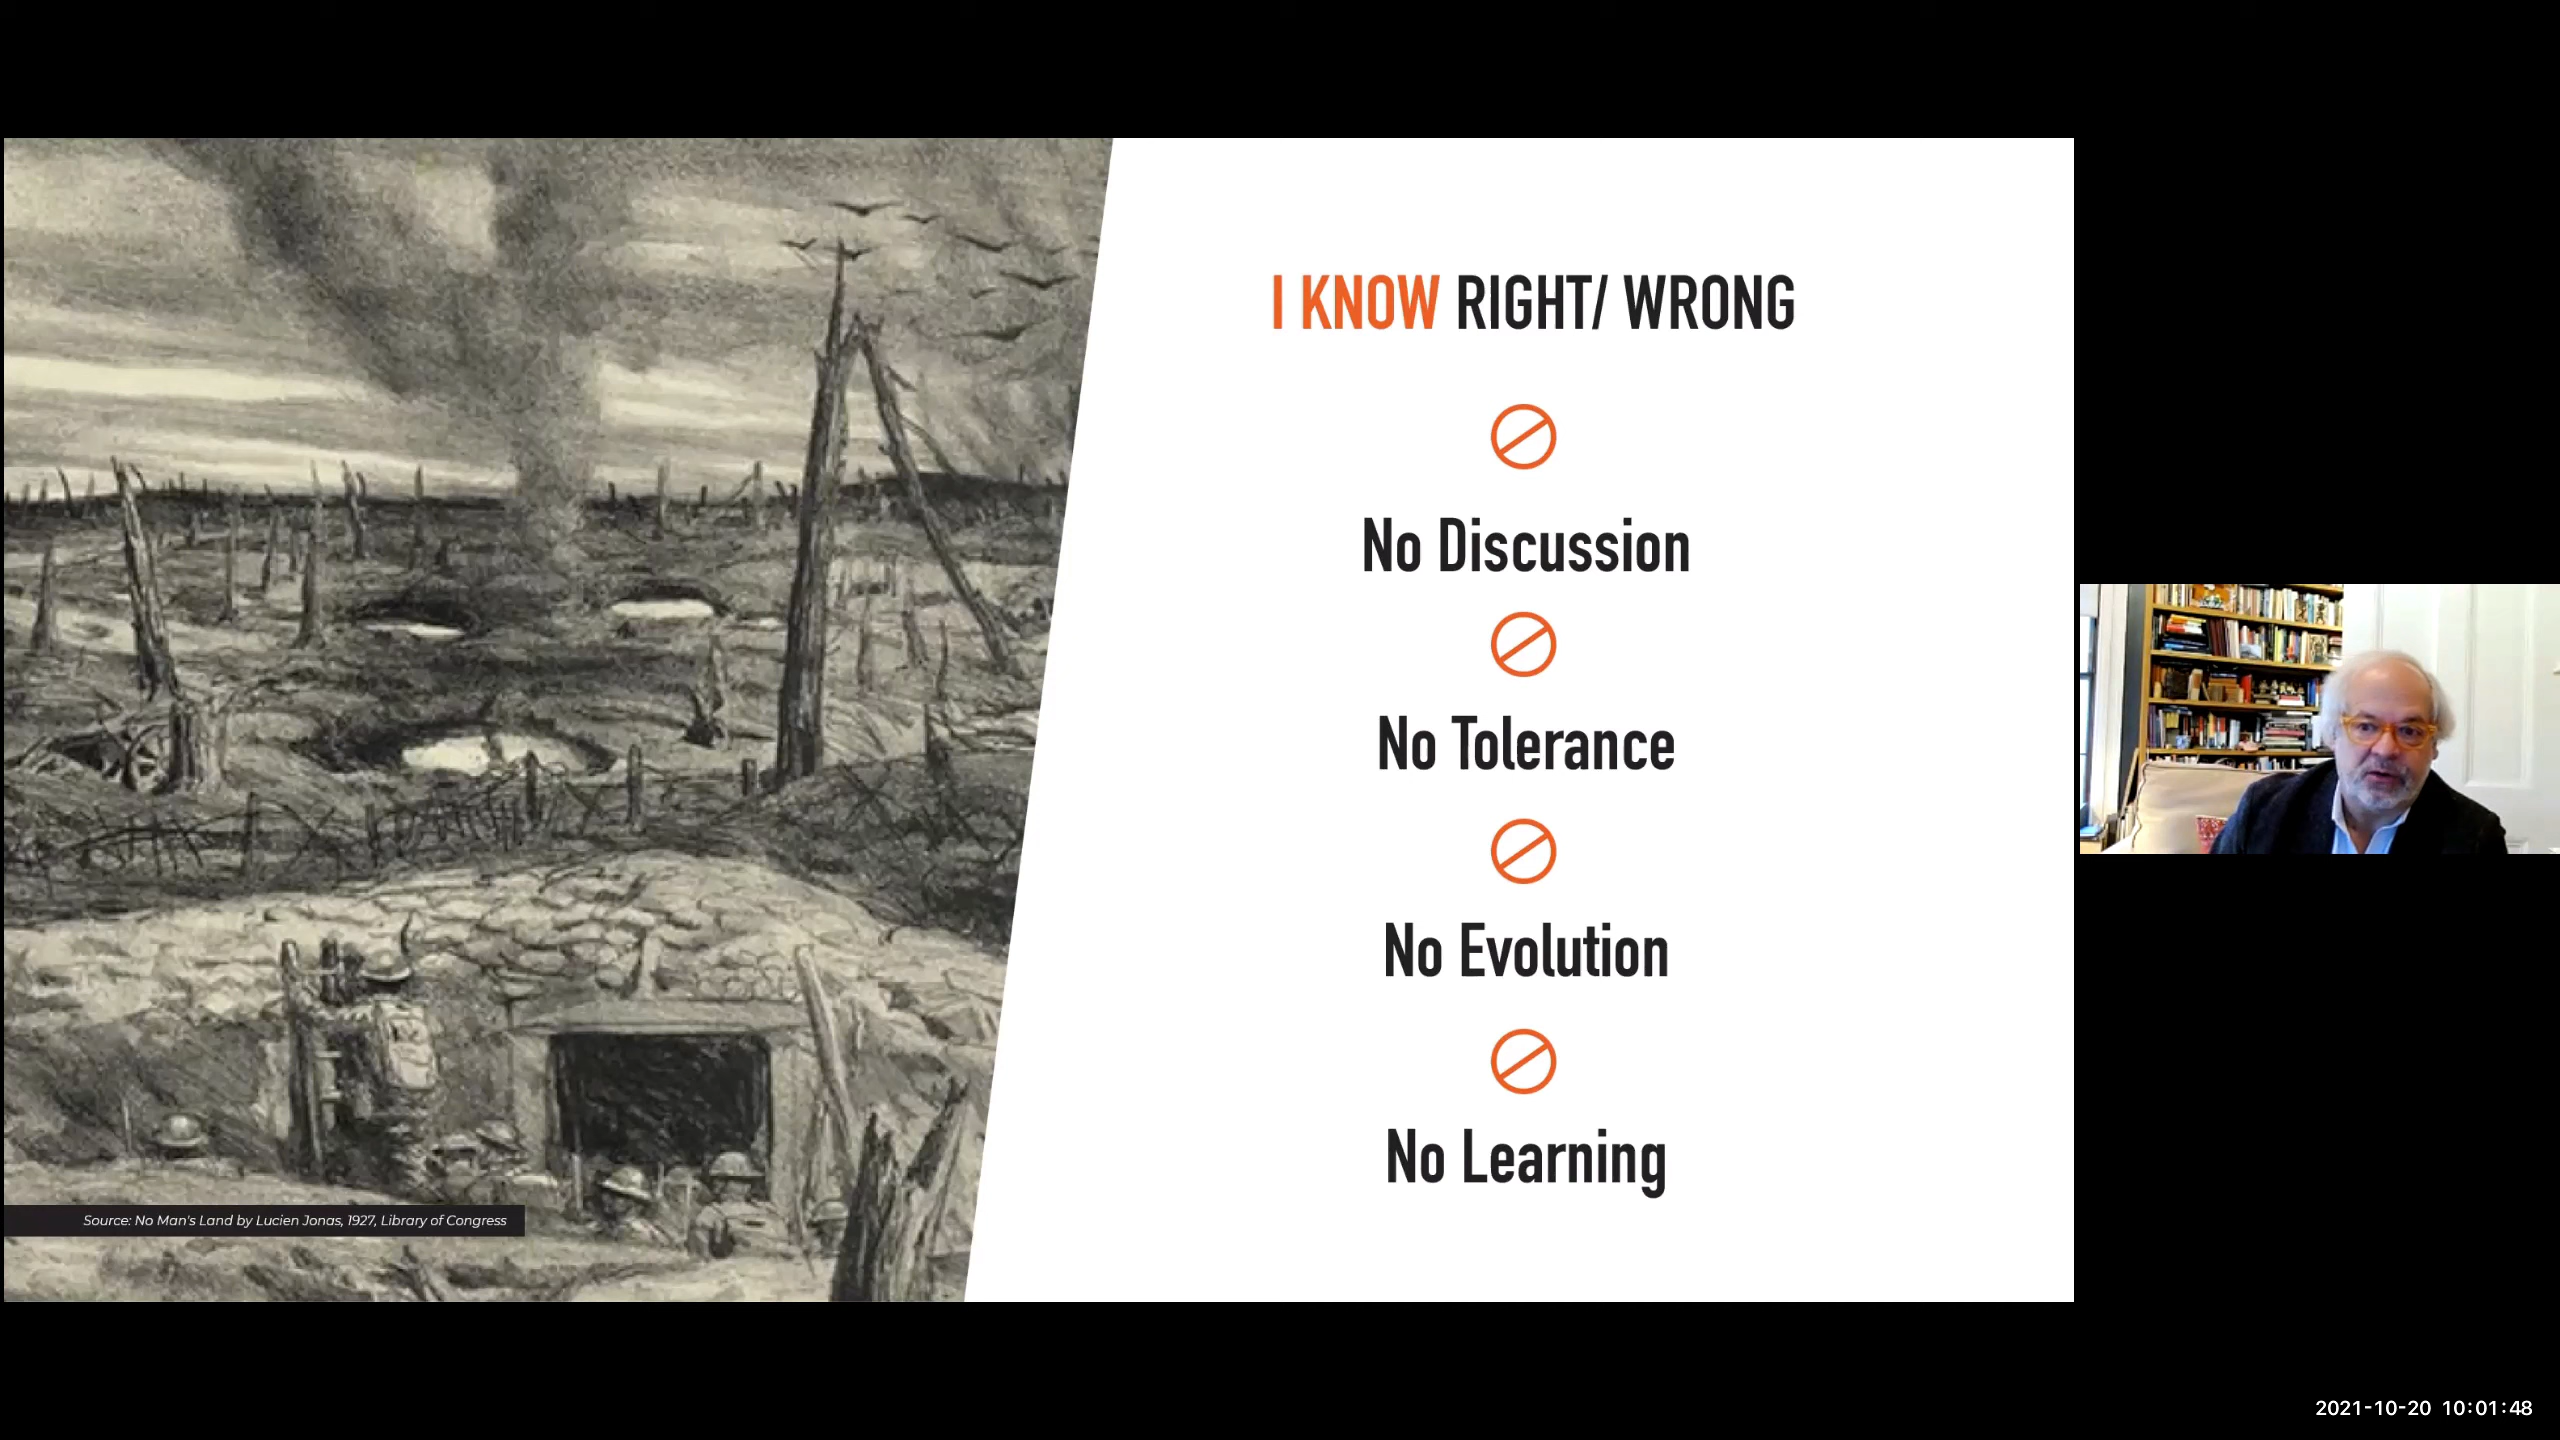 I KNOW RIGHT/ WRONG
No Discussion
No Tolerance
No Evolution
No Learning
Source: No Man's Land by Lucien Jonas, 1927, Library of Congress
2021-10-20 10:01:48